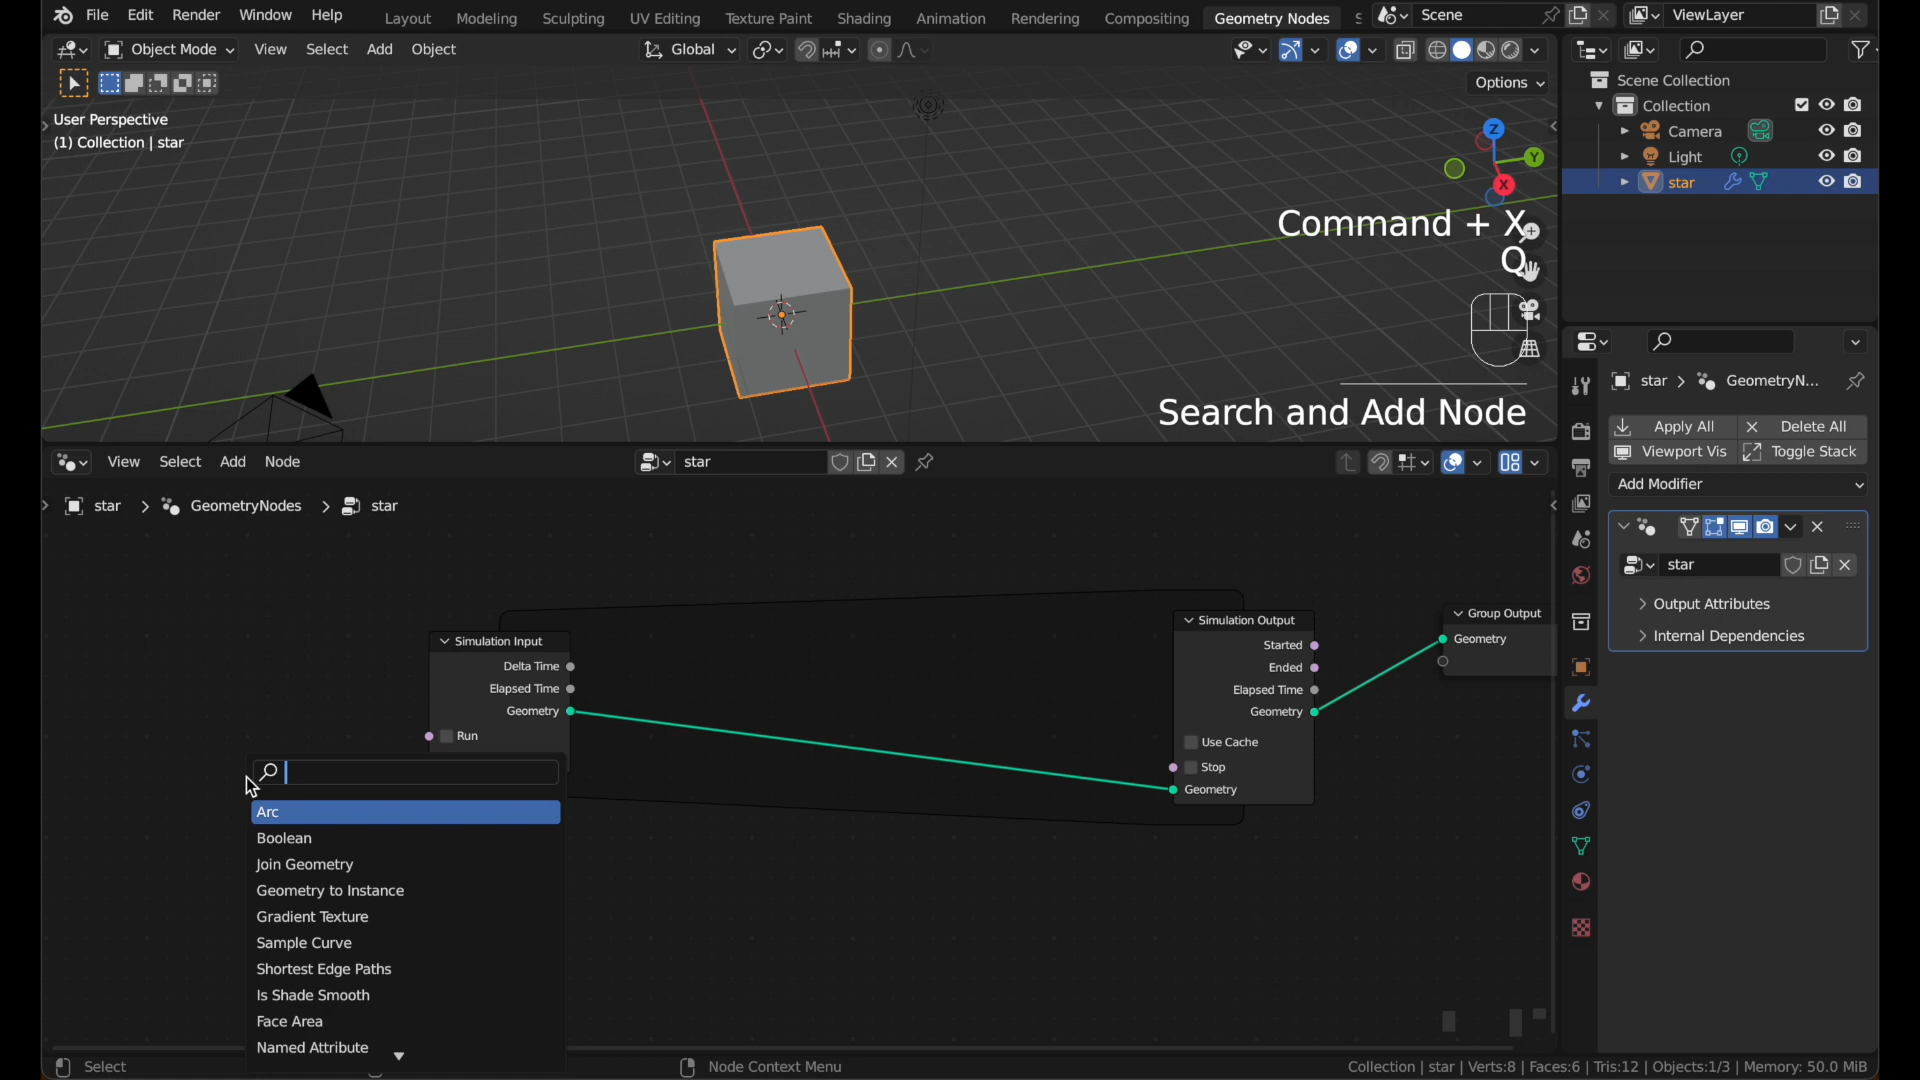 File Edit Render Window Help Layout Modeling Sculpting UV Editing Texture Paint Shading Animation Rendering Compositing Geometry Nodes Scene ViewLayer
Object Mode View Select Add Object Global
Options
User Perspective
(1) Collection | star
Z
Y
X
Command + X
Q
Search and Add Node
Scene Collection
Collection
Camera
Light
star
star > GeometryN...
Apply All Delete All
Viewport Vis Toggle Stack
Add Modifier
star
Output Attributes
Internal Dependencies
View Select Add Node star
star > GeometryNodes > star
Simulation Input
Delta Time
Elapsed Time
Geometry
Run
Simulation Output
Started
Ended
Elapsed Time
Geometry
Use Cache
Stop
Geometry
Group Output
Geometry
Arc
Boolean
Join Geometry
Geometry to Instance
Gradient Texture
Sample Curve
Shortest Edge Paths
Is Shade Smooth
Face Area
Named Attribute
Select Node Context Menu Collection | star | Verts:8 | Faces:6 | Tris:12 | Objects:1/3 | Memory: 50.0 MiB